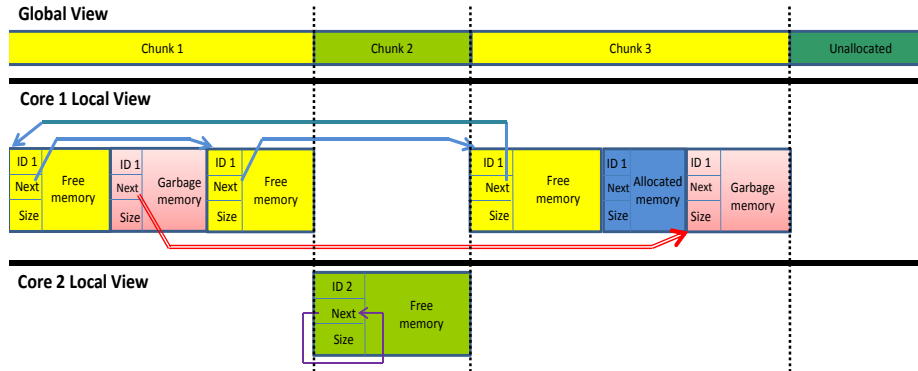 Global View
Chunk 1
Chunk 2
Chunk 3
Unallocated
Core 1 Local View
ID 1
Next
Size
Free
memory
ID 1
Next
Size
Garbage
memory
ID 1
Next
Size
Free
memory
ID 1
Next
Size
Free
memory
ID 1
Next
Size
Allocated
memory
ID 1
Next
Size
Garbage
memory
Core 2 Local View
ID 2
Next
Size
Free
memory